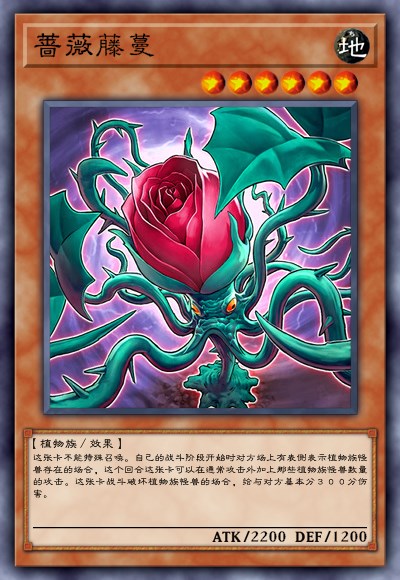 蔷薇藤蔓
地
【植物族／效果】
这张卡不能特殊召唤。自己的战斗阶段开始时对方场上有表侧表示植物族怪
兽存在的场合，这个回合这张卡可以在通常攻击外加上那些植物族怪兽数量
的攻击。这张卡战斗破坏植物族怪兽的场合，给与对方基本分３００分伤
害。
ATK/2200 DEF/1200